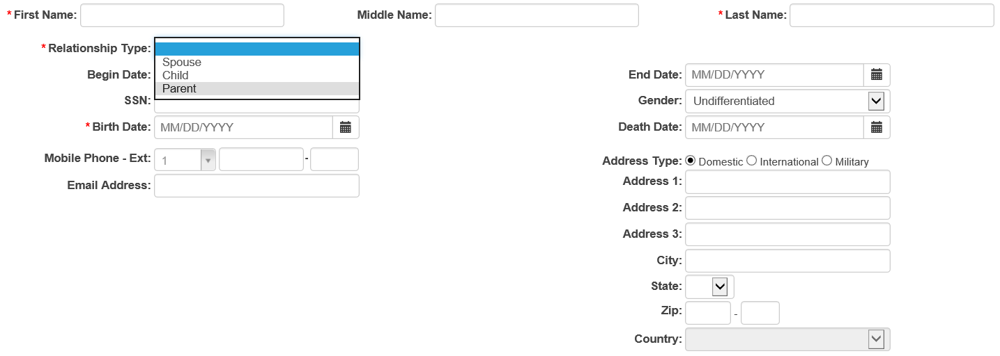 * First Name: Middle Name: * Last Name:
* Relationship Type:
Spouse
Begin Date: Child End Date: MM/DD/YYYY
Parent
SSN: Gender: Undifferentiated
* Birth Date: MM/DD/YYYY Death Date: MM/DD/YYYY
Mobile Phone - Ext: 1 - Address Type: Domestic International Military
Email Address: Address 1:
Address 2:
Address 3:
City:
State:
Zip: -
Country: